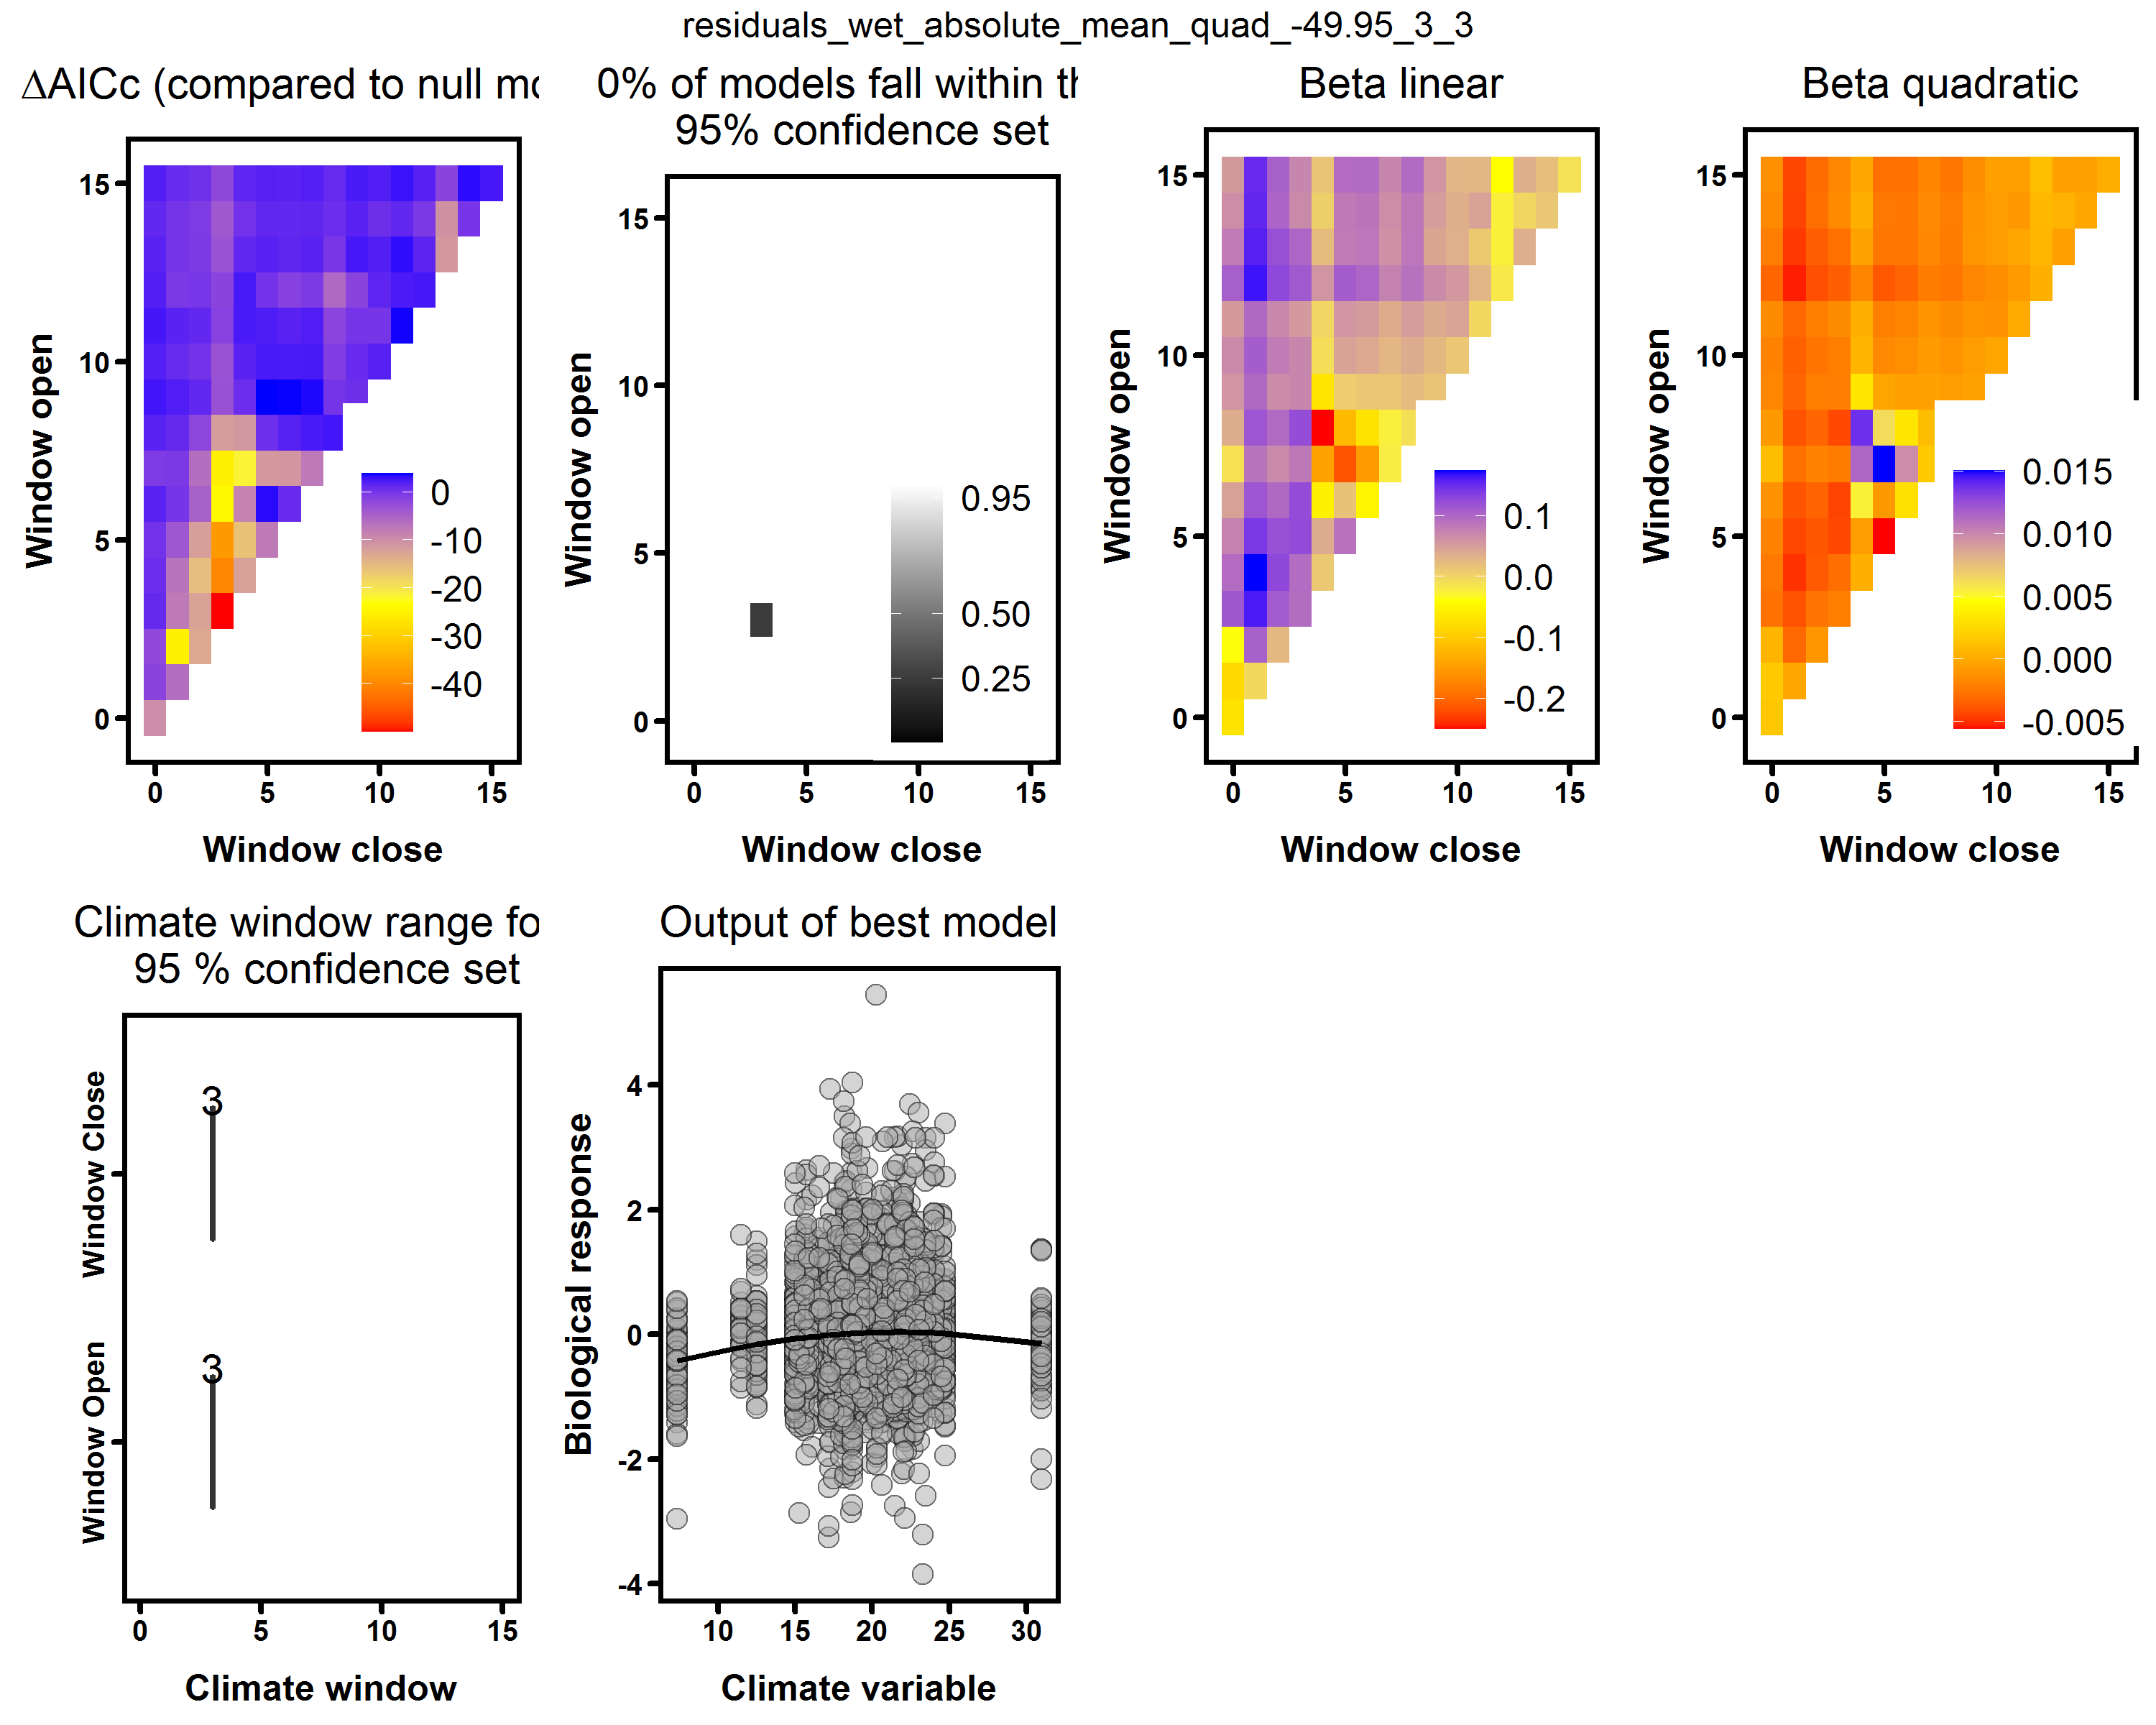 residuals_wet_absolute_mean_quad_-49.95_3_3
ΔAICc (compared to null mo
15
10
5
0
0
-10
-20
-30
-40
0 5 10 15
Window open
Window close
0% of models fall within th
95% confidence set
15
10
5
0
0.95
0.50
0.25
0 5 10 15
Window open
Window close
Beta linear
15
10
5
0
0.1
0.0
-0.1
-0.2
0 5 10 15
Window open
Window close
Beta quadratic
15
10
5
0
0.015
0.010
0.005
0.000
-0.005
0 5 10 15
Window open
Window close
Climate window range fo
95 % confidence set
Window Close
3
Window Open
3
0 5 10 15
Climate window
Output of best model
4
2
0
-2
-4
Biological response
10 15 20 25 30
Climate variable